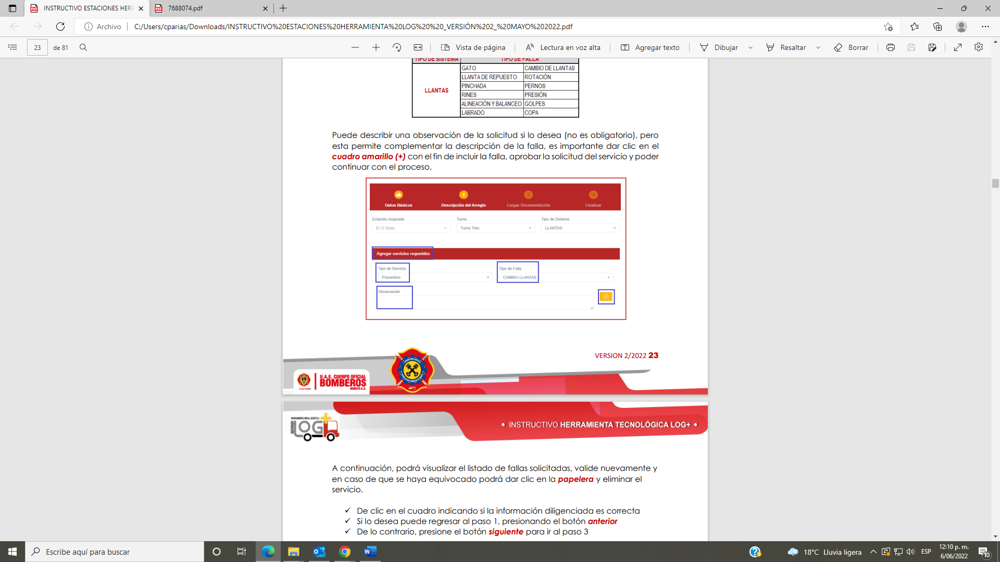 INSTRUCTIVO ESTACIONES HERR
7688074.pdf
Archivo
C:/Users/cparias/Downloads/INSTRUCTIVO%20ESTACIONES%20HERRAMIENTA%20LOG%20%20_VERSIÓN%202_%20MAYO%202022.pdf
23 de 81
Vista de página
Lectura en voz alta
Agregar texto
Dibujar
Resaltar
Borrar
TIPO DE SISTEMA TIPO DE FALLA
LLANTAS
GATO CAMBIO DE LLANTAS
LLANTA DE REPUESTO ROTACIÓN
PINCHADA PERNOS
RINES PRESIÓN
ALINEACIÓN Y BALANCEO GOLPES
LABRADO COPA
Puede describir una observación de la solicitud si lo desea (no es obligatorio), pero
esta permite complementar la descripción de la falla, es importante dar clic en el
cuadro amarillo (+) con el fin de incluir la falla, aprobar la solicitud del servicio y poder
continuar con el proceso.
2 3 4
Datos Básicos Descripción del Arreglo Cargar Documentación Finalizar
Estación Asignada Turno Tipo de Sistema
B-12 Suba Turno Tres LLANTAS
Agregar servicios requeridos
Tipo de Servicio Tipo de Falla
Preventivo CAMBIO LLANTAS
Observación
VERSION 2/2022 23
U.A.E. CUERPO OFICIAL
BOMBEROS
BOGOTÁ D.C.
HERRAMIENTA MESA LOGÍSTICA
LOG
• INSTRUCTIVO HERRAMIENTA TECNOLÓGICA LOG+ •
A continuación, podrá visualizar el listado de fallas solicitadas, valide nuevamente y
en caso de que se haya equivocado podrá dar clic en la papelera y eliminar el
servicio.
✓ De clic en el cuadro indicando si la información diligenciada es correcta
✓ Si lo desea puede regresar al paso 1, presionando el botón anterior
✓ De lo contrario, presione el botón siguiente para ir al paso 3
Escribe aquí para buscar
18°C Lluvia ligera
ESP
12:10 p. m.
6/06/2022
10